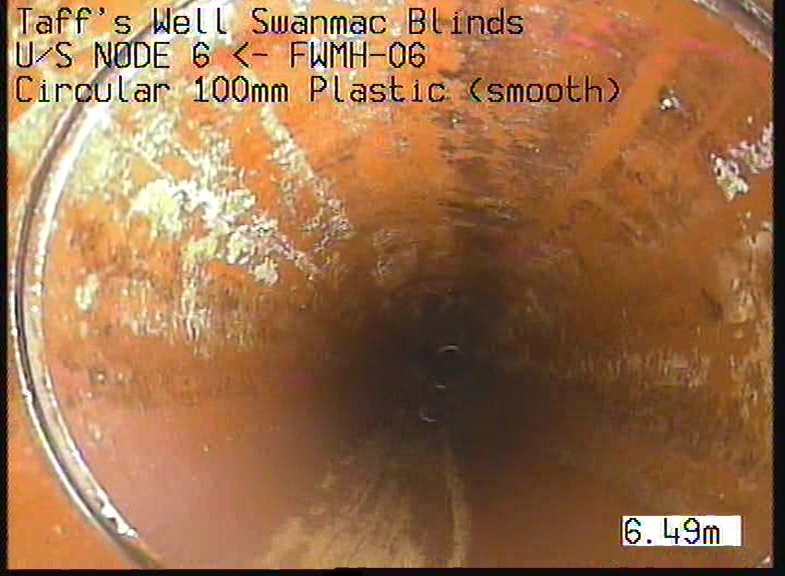 Taff's Well Swanmac Blinds
U/S NODE 6 <- FWMH-06
Circular 100mm Plastic (smooth)
6.49m